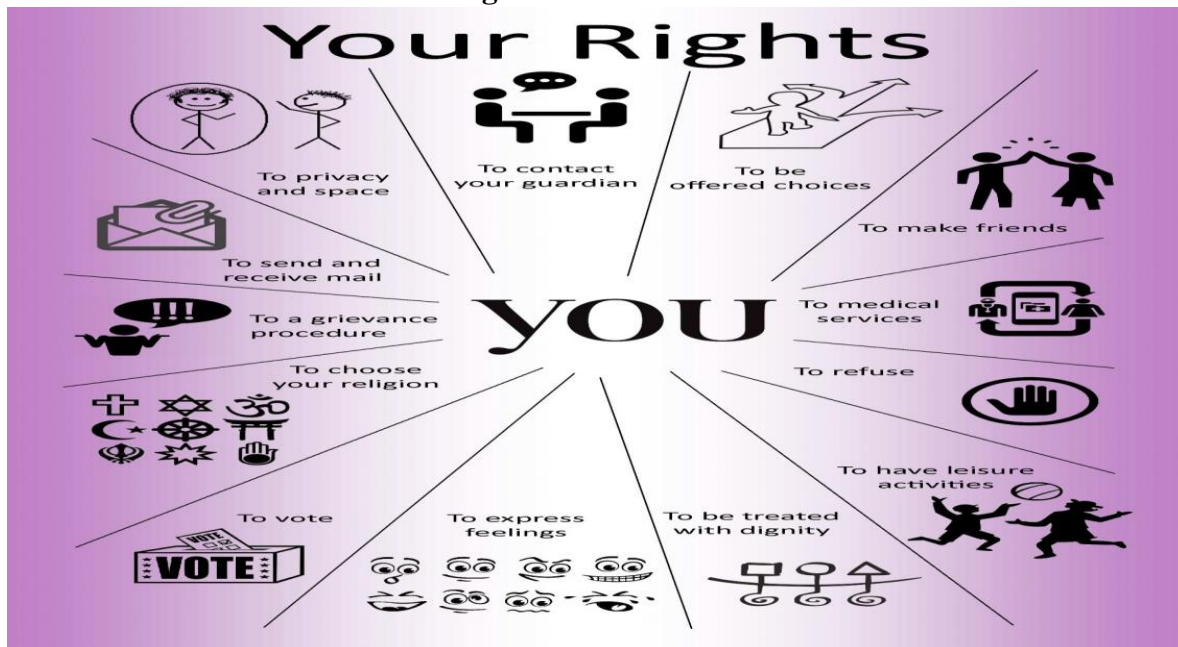 Your Rights
To privacy
and space
To contact
your guardian
To be
offered choices
To make friends
To send and
receive mail
To a grievance
procedure
YOU
To medical
services
To choose
your religion
To refuse
To have leisure
activities
To vote
VOTE
VOTE
To express
feelings
To be treated
with dignity
!!!